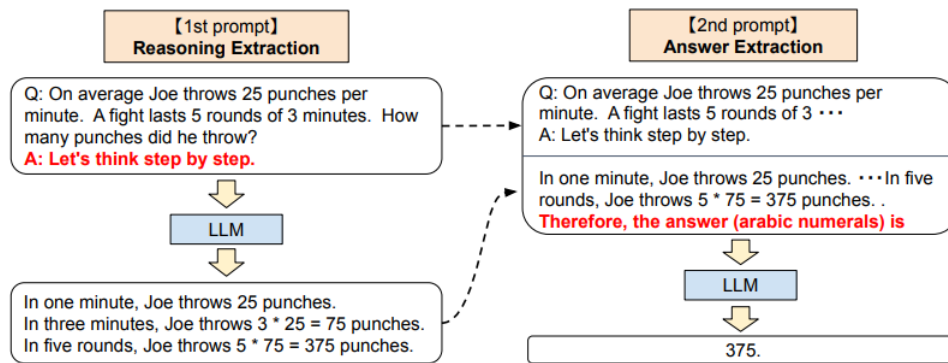 【1st prompt】
Reasoning Extraction
Q: On average Joe throws 25 punches per
minute.  A fight lasts 5 rounds of 3 minutes.  How
many punches did he throw?
A: Let's think step by step.
LLM
In one minute, Joe throws 25 punches.
In three minutes, Joe throws 3 * 25 = 75 punches.
In five rounds, Joe throws 5 * 75 = 375 punches.
【2nd prompt】
Answer Extraction
Q: On average Joe throws 25 punches per
minute.  A fight lasts 5 rounds of 3 ･･･
A: Let's think step by step.
In one minute, Joe throws 25 punches. ･･･In five
rounds, Joe throws 5 * 75 = 375 punches. .
Therefore, the answer (arabic numerals) is
LLM
375.